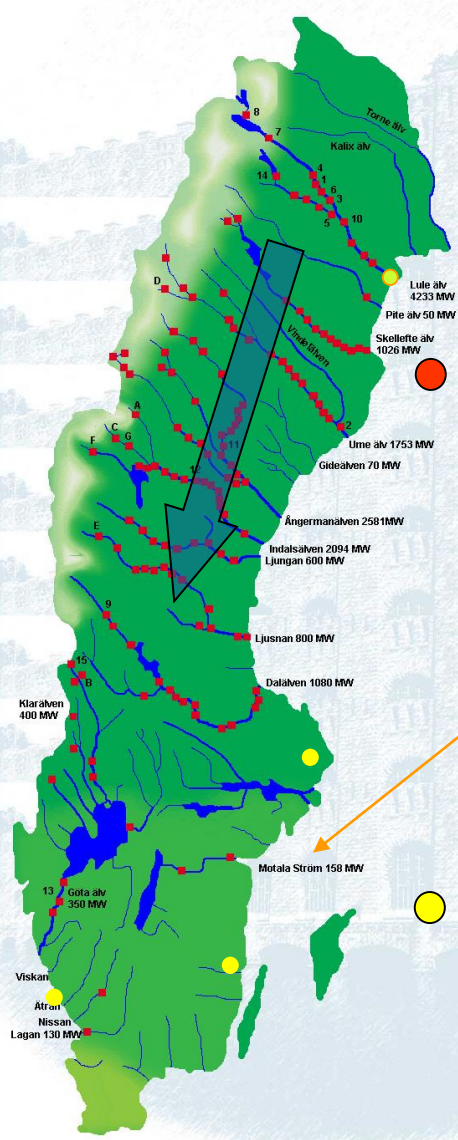 8
7
Torne älv
Kalix älv
14
4
1
6
3
5
10
Lule älv
4233 MW
D
Pite älv 50 MW
Skellefte älv
1026 MW
Vindelälven
A
2
Ume älv 1753 MW
C
G
F
11
Gideälven 70 MW
12
Ångermanälven 2581MW
E
Indalsälven 2094 MW
Ljungan 600 MW
9
Ljusnan 800 MW
15
B
Dalälven 1080 MW
Klarälven
400 MW
Motala Ström 158 MW
13
Göta älv
350 MW
Viskan
Ätran
Nissan
Lagan 130 MW